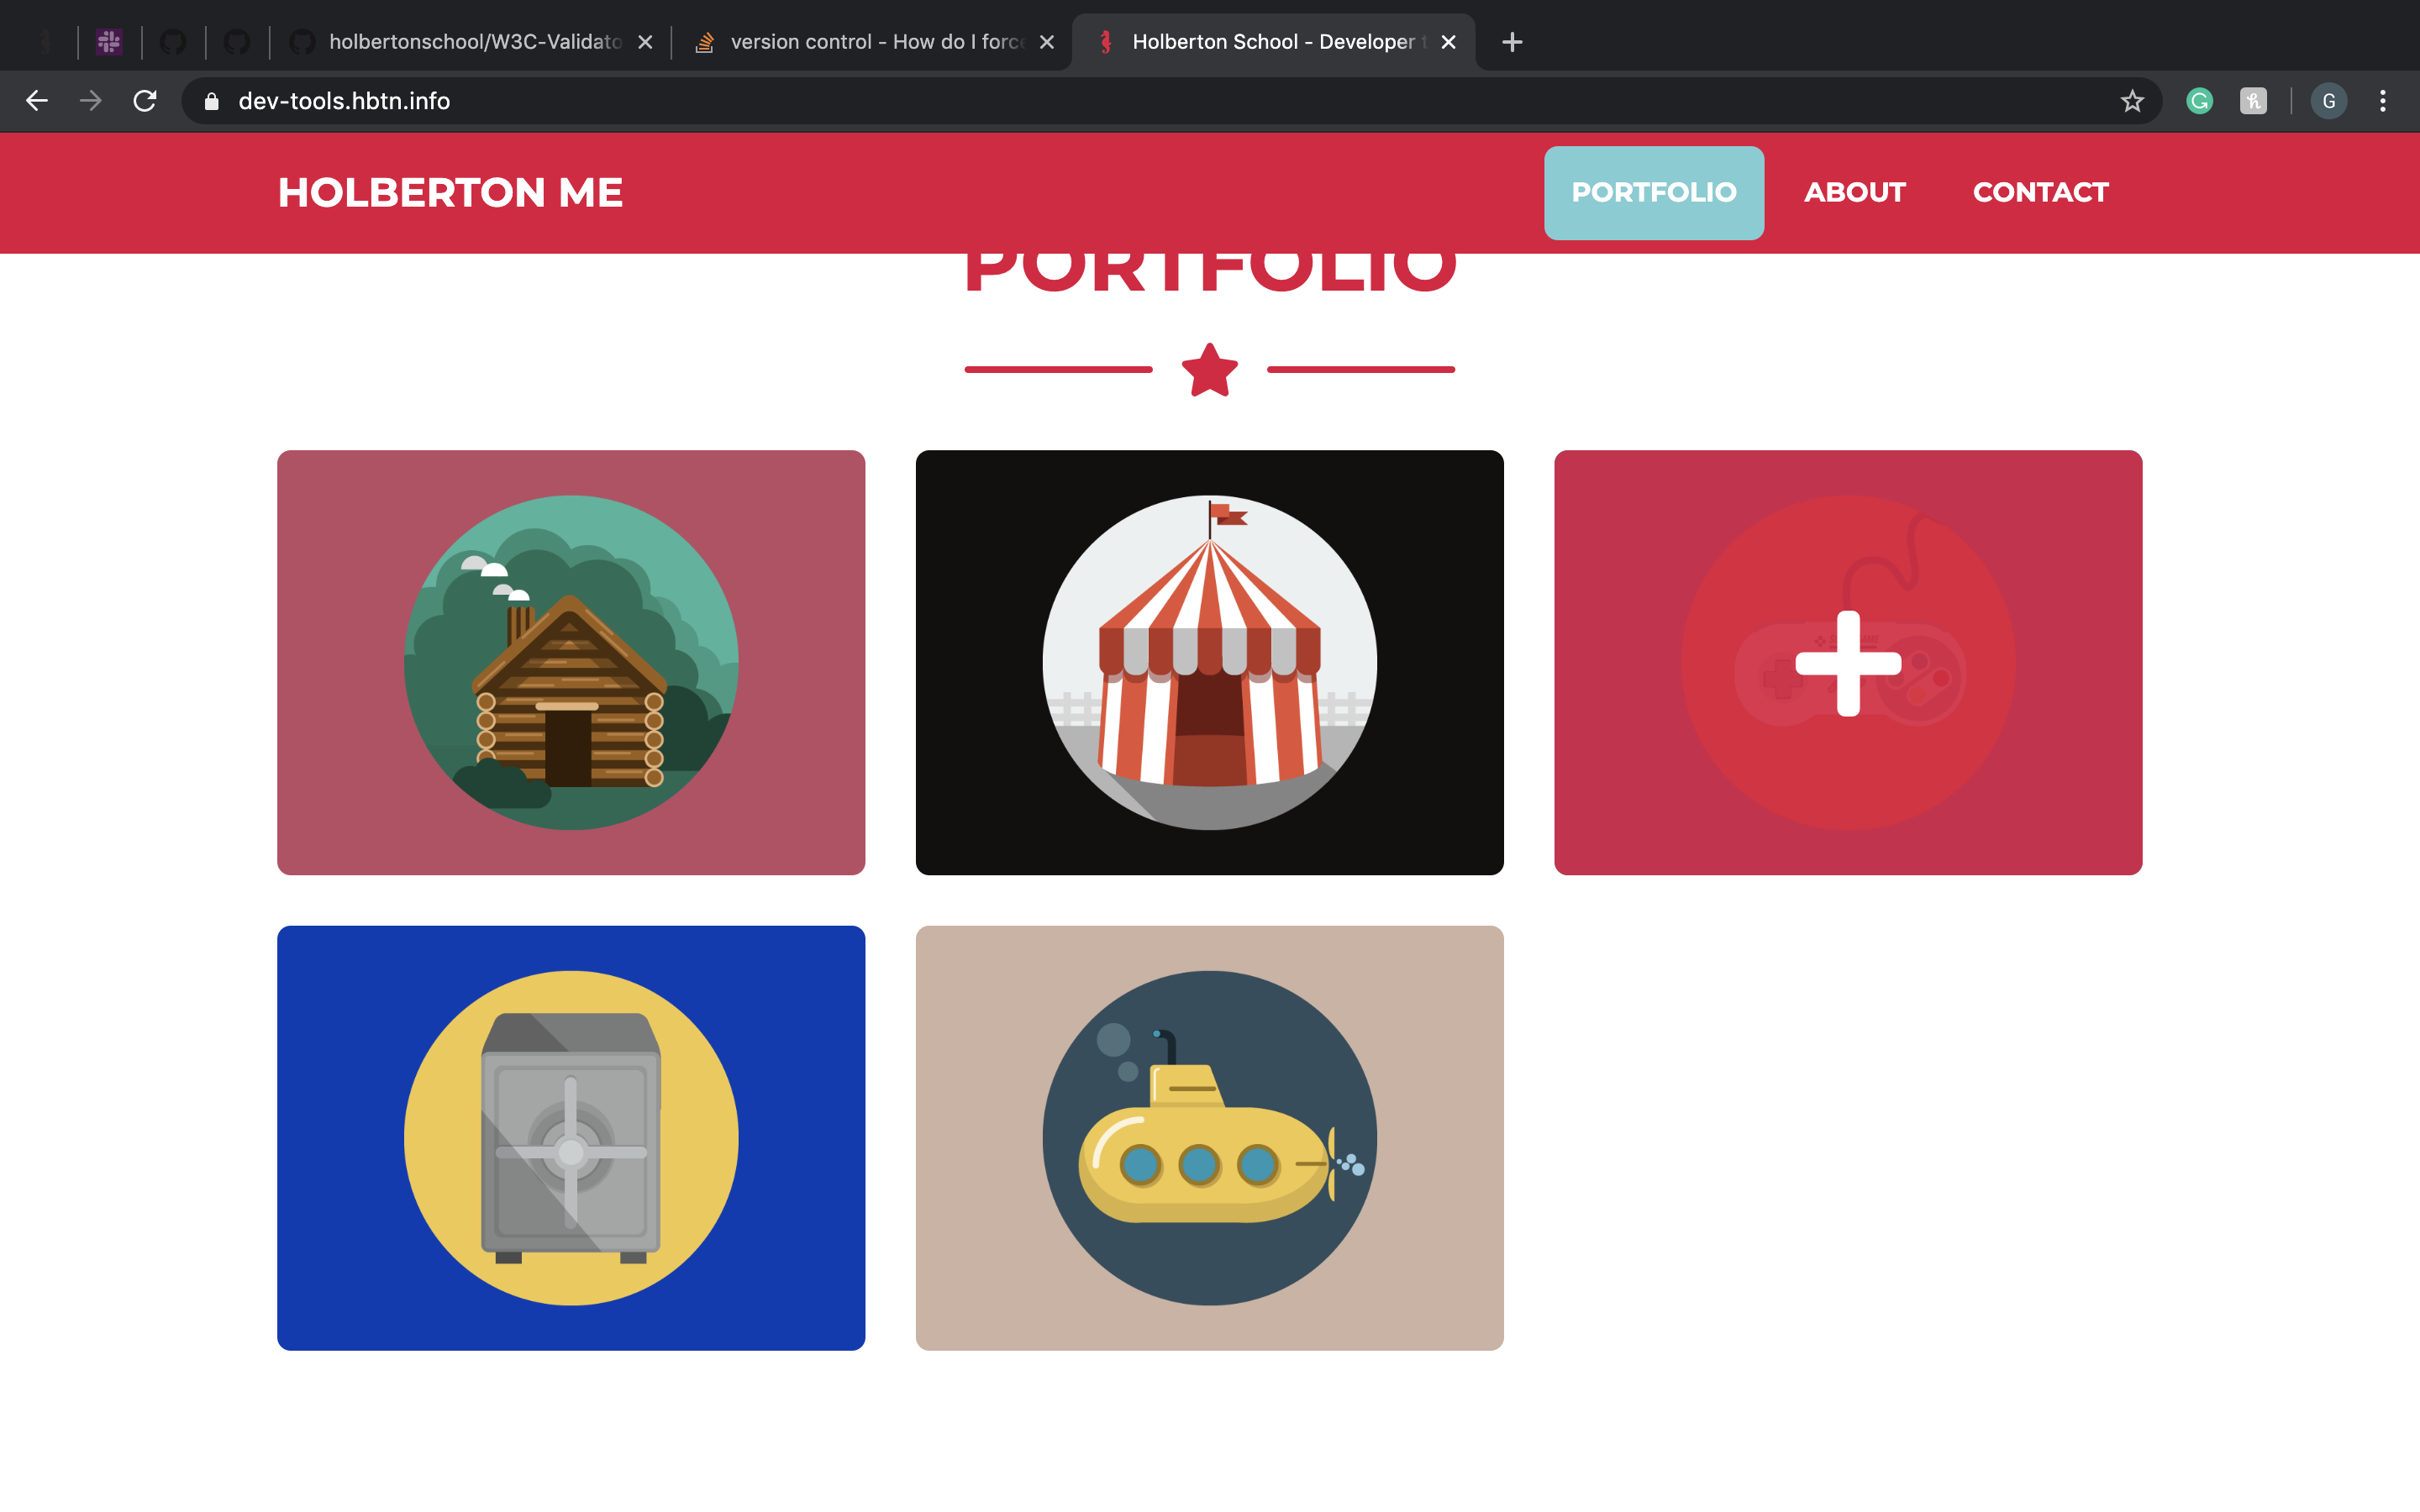 holbertonschool/W3C-Validato
version control - How do I force
Holberton School - Developer t
dev-tools.hbtn.info
G
HOLBERTON ME
PORTFOLIO
ABOUT
CONTACT
PORTFOLIO